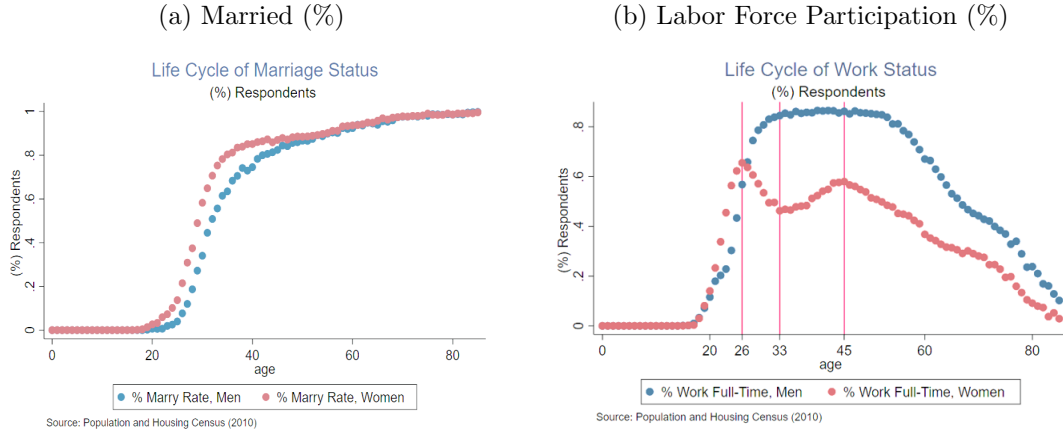 (a) Married (%)
Life Cycle of Marriage Status
(%) Respondents
(%) Respondents
1
.8
.6
.4
.2
0
0 20 40 60 80
age
% Marry Rate, Men % Marry Rate, Women
Source: Population and Housing Census (2010)
(b) Labor Force Participation (%)
Life Cycle of Work Status
(%) Respondents
(%) Respondents
.8
.6
.4
.2
0
0 20 26 33 45 60 80
age
% Work Full-Time, Men % Work Full-Time, Women
Source: Population and Housing Census (2010)